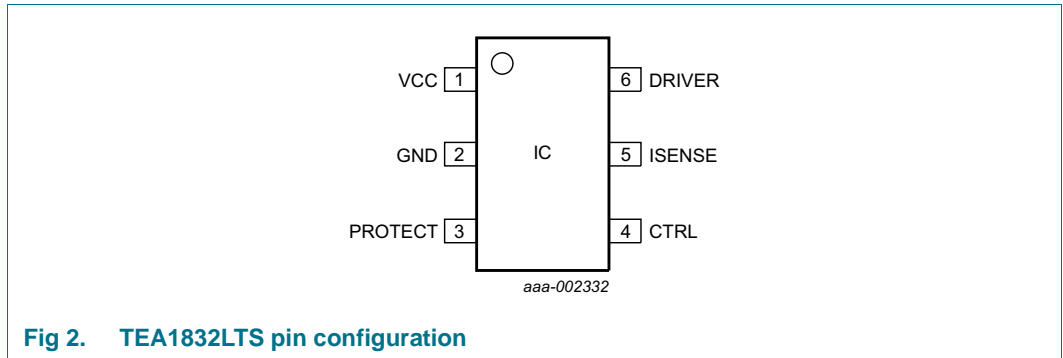 VCC 1 6 DRIVER
GND 2 IC 5 ISENSE
PROTECT 3 4 CTRL
aaa-002332
Fig 2. TEA1832LTS pin configuration